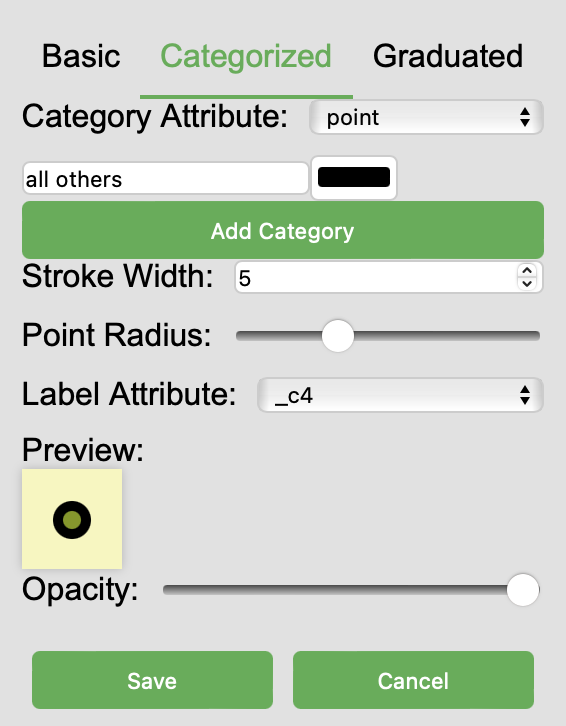 Basic Categorized Graduated
Category Attribute: point
all others
Add Category
Stroke Width: 5
Point Radius:
Label Attribute: _c4
Preview:
Opacity:
Save Cancel